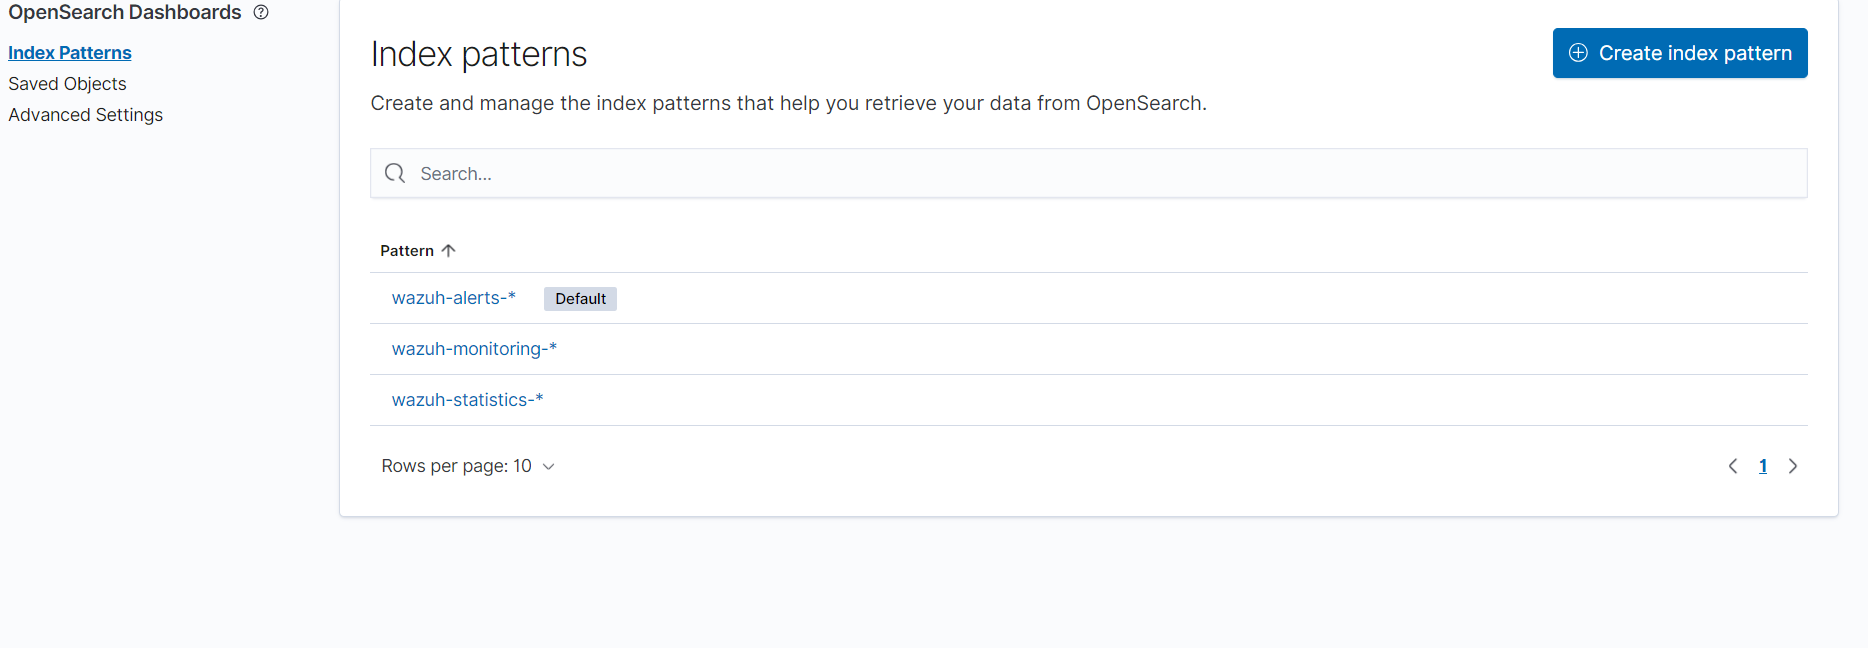 OpenSearch Dashboards
Index Patterns
Saved Objects
Advanced Settings
Index patterns
Create index pattern
Create and manage the index patterns that help you retrieve your data from OpenSearch.
Search...
Pattern
wazuh-alerts-* Default
wazuh-monitoring-*
wazuh-statistics-*
Rows per page: 10
1